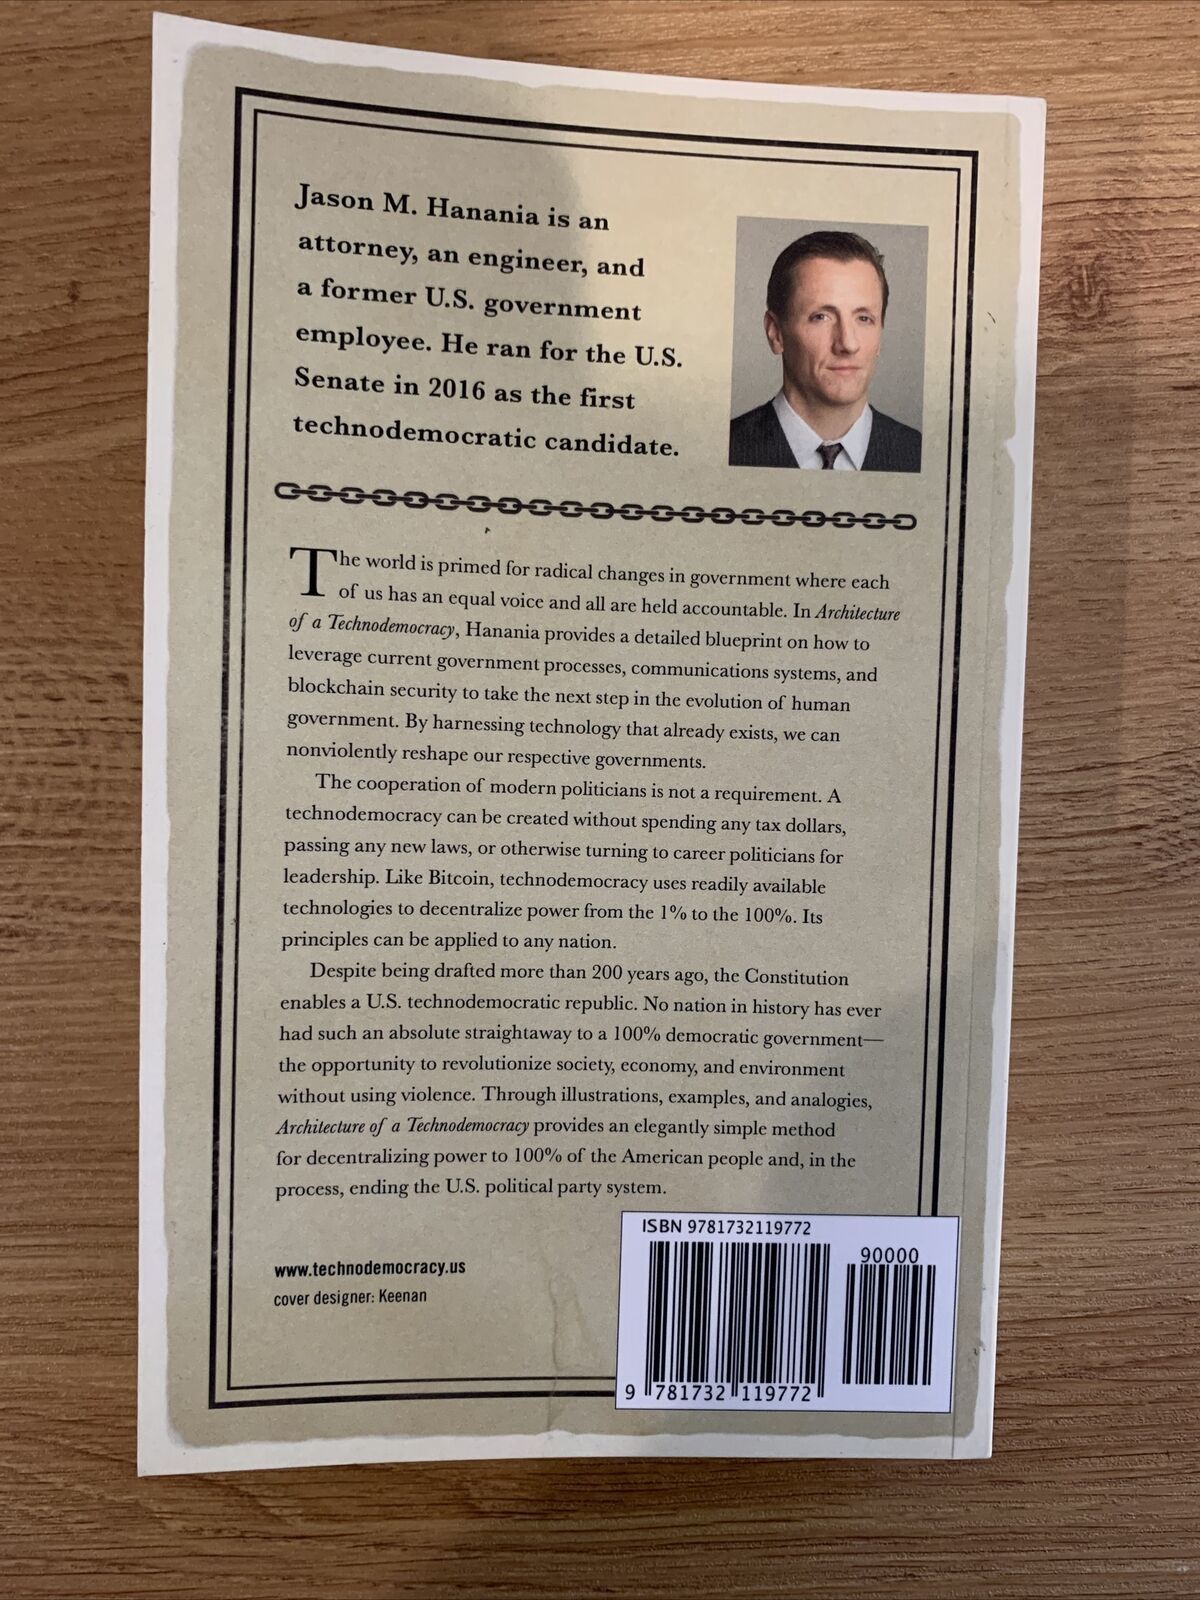 Jason M. Hanania is an
attorney, an engineer, and
a former U.S. government
employee. He ran for the U.S.
Senate in 2016 as the first
technodemocratic candidate.
The world is primed for radical changes in government where each
of us has an equal voice and all are held accountable. In Architecture
of a Technodemocracy, Hanania provides a detailed blueprint on how to
leverage current government processes, communications systems, and
blockchain security to take the next step in the evolution of human
government. By harnessing technology that already exists, we can
nonviolently reshape our respective governments.
The cooperation of modern politicians is not a requirement. A
technodemocracy can be created without spending any tax dollars,
passing any new laws, or otherwise turning to career politicians for
leadership. Like Bitcoin, technodemocracy uses readily available
technologies to decentralize power from the 1% to the 100%. Its
principles can be applied to any nation.
Despite being drafted more than 200 years ago, the Constitution
enables a U.S. technodemocratic republic. No nation in history has ever
had such an absolute straightaway to a 100% democratic government—
the opportunity to revolutionize society, economy, and environment
without using violence. Through illustrations, examples, and analogies,
Architecture of a Technodemocracy provides an elegantly simple method
for decentralizing power to 100% of the American people and, in the
process, ending the U.S. political party system.
www.technodemocracy.us
cover designer: Keenan
ISBN 9781732119772
90000
9 781732 119772